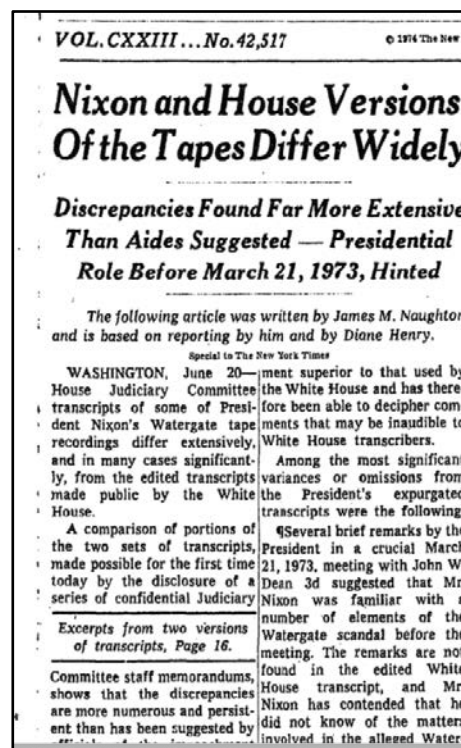 VOL. CXXIII...No. 42,517
© 1974 The New
Nixon and House Versions
Of the Tapes Differ Widely
Discrepancies Found Far More Extensive
Than Aides Suggested — Presidential
Role Before March 21, 1973, Hinted
The following article was written by James M. Naughton
and is based on reporting by him and by Diane Henry.
Special to The New York Times
WASHINGTON, June 20—
House Judiciary Committee
transcripts of some of Presi-
dent Nixon's Watergate tape
recordings differ extensively,
and in many cases significant-
ly, from the edited transcripts
made public by the White
House.
A comparison of portions of
the two sets of transcripts,
made possible for the first time
today by the disclosure of a
series of confidential Judiciary
Excerpts from two versions
of transcripts, Page 16.
Committee staff memorandums,
shows that the discrepancies
are more numerous and persist-
ent than has been suggested by
ment superior to that used by
the White House and has there-
fore been able to decipher com-
ments that may be inaudible to
White House transcribers.
Among the most significant
variances or omissions from
the President's expurgated
transcripts were the following:
¶Several brief remarks by the
President in a crucial March
21, 1973, meeting with John W.
Dean 3d suggested that Mr.
Nixon was familiar with a
number of elements of the
Watergate scandal before the
meeting. The remarks are not
found in the edited White
House transcript, and Mr.
Nixon has contended that he
did not know of the matters
involved in the alleged Water-